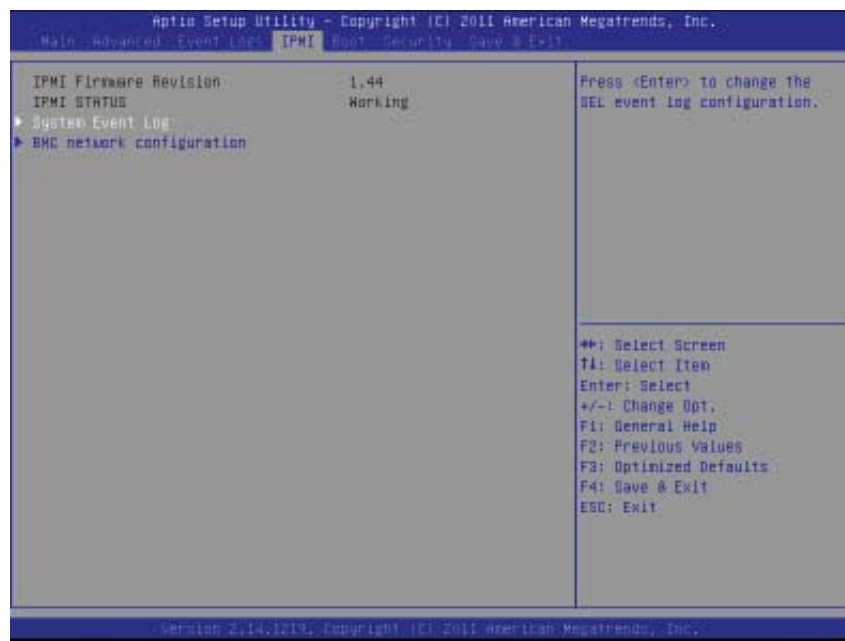 Aptio Setup Utility - Copyright (C) 2011 American Megatrends, Inc.
Main Advanced Event Logs IPMI Boot Security Save & Exit
IPMI Firmware Revision 1.44
IPMI STATUS Working
System Event Log
BMC network configuration
Press <Enter> to change the
SEL event log configuration.
: Select Screen
↑↓: Select Item
Enter: Select
+/-: Change Opt.
F1: General Help
F2: Previous Values
F3: Optimized Defaults
F4: Save & Exit
ESC: Exit
Version 2.14.1219. Copyright (C) 2011 American Megatrends, Inc.